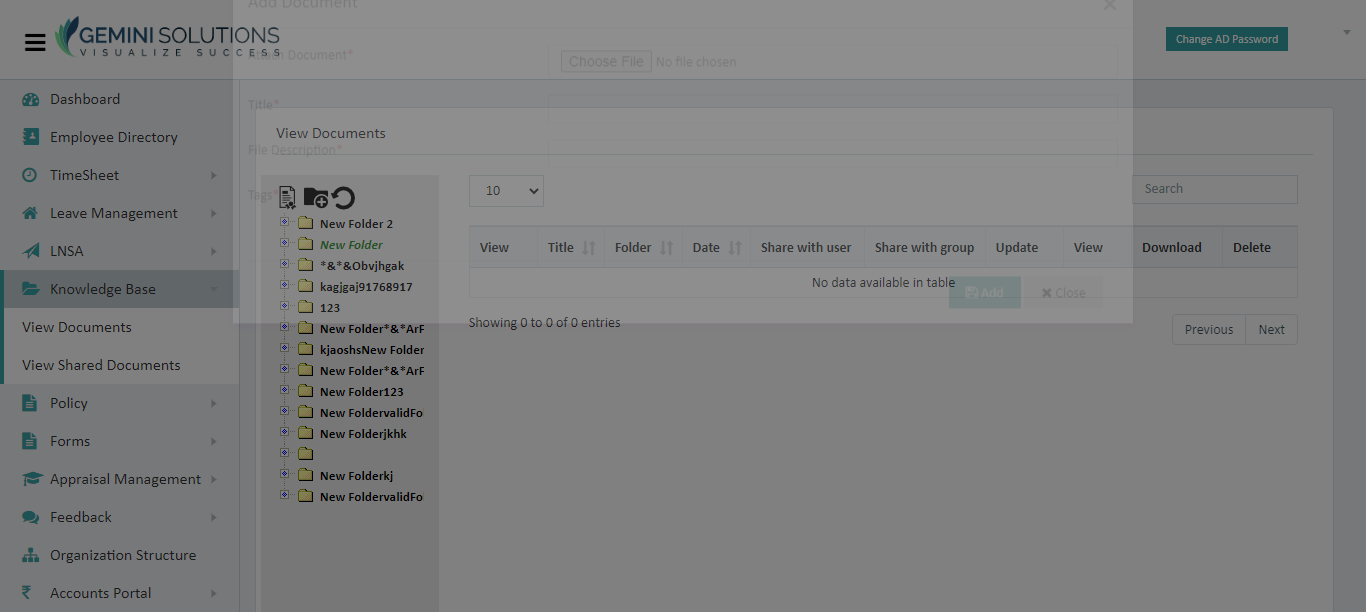 Add Document
×
GEMINI SOLUTIONS
VISUALIZE SUCCESS
Change AD Password
Attach Document*
Choose File No file chosen
Title*
File Description*
Tags*
Add
Close
Dashboard
Employee Directory
TimeSheet
Leave Management
LNSA
Knowledge Base
View Documents
View Shared Documents
Policy
Forms
Appraisal Management
Feedback
Organization Structure
Accounts Portal
View Documents
New Folder 2
New Folder
*&*&Obvjhgak
kagjgaj91768917
123
New Folder*&*ArF
kjaoshsNew Folder
New Folder*&*ArF
New Folder123
New FoldervalidFo
New Folderjkhk
New Folderkj
New FoldervalidFo
10
Search
View Title Folder Date Share with user Share with group Update View Download Delete
No data available in table
Showing 0 to 0 of 0 entries
Previous Next